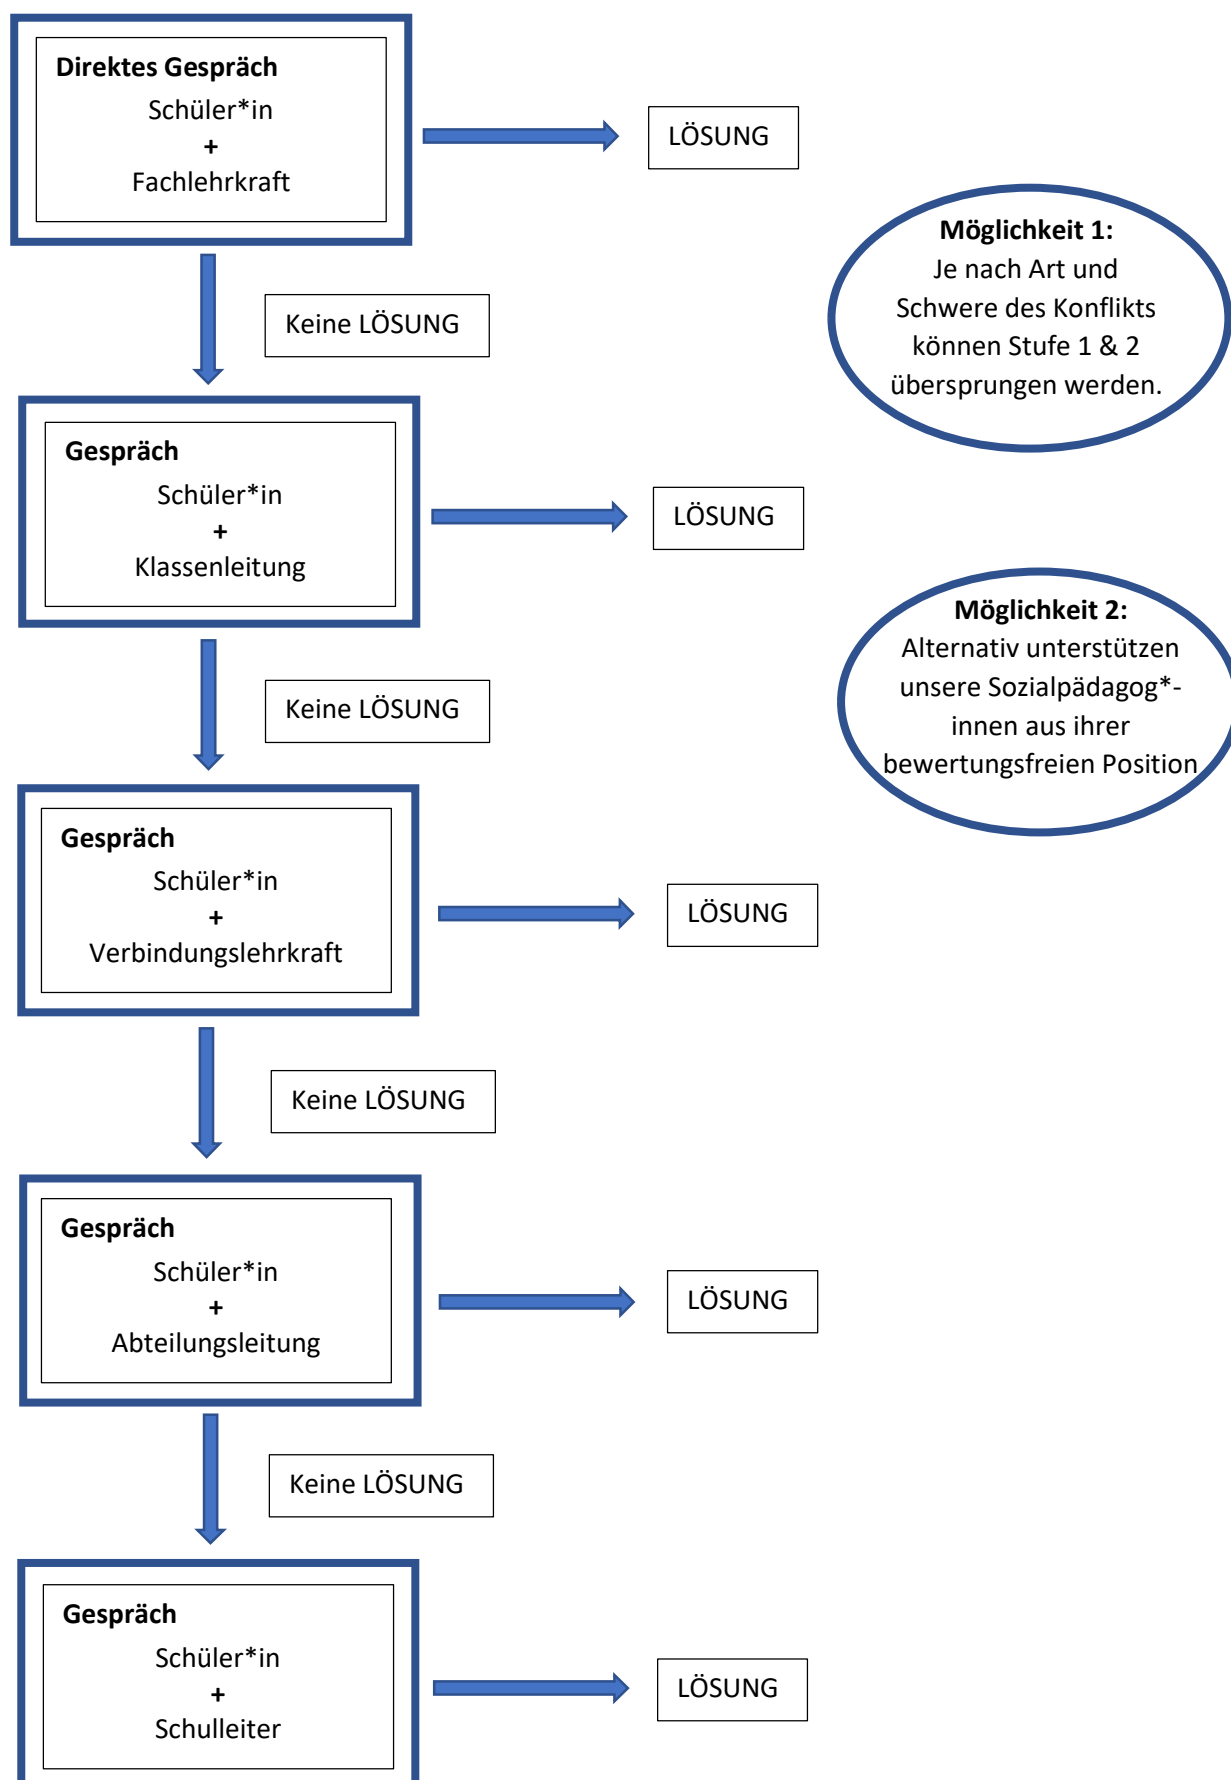 Direktes Gespräch
Schüler*in
+
Fachlehrkraft
LÖSUNG
Möglichkeit 1:
Je nach Art und
Schwere des Konflikts
können Stufe 1 & 2
übersprungen werden.
Keine LÖSUNG
Gespräch
Schüler*in
+
Klassenleitung
LÖSUNG
Möglichkeit 2:
Alternativ unterstützen
unsere Sozialpädagog*-
innen aus ihrer
bewertungsfreien Position
Keine LÖSUNG
Gespräch
Schüler*in
+
Verbindungslehrkraft
LÖSUNG
Keine LÖSUNG
Gespräch
Schüler*in
+
Abteilungsleitung
LÖSUNG
Keine LÖSUNG
Gespräch
Schüler*in
+
Schulleiter
LÖSUNG